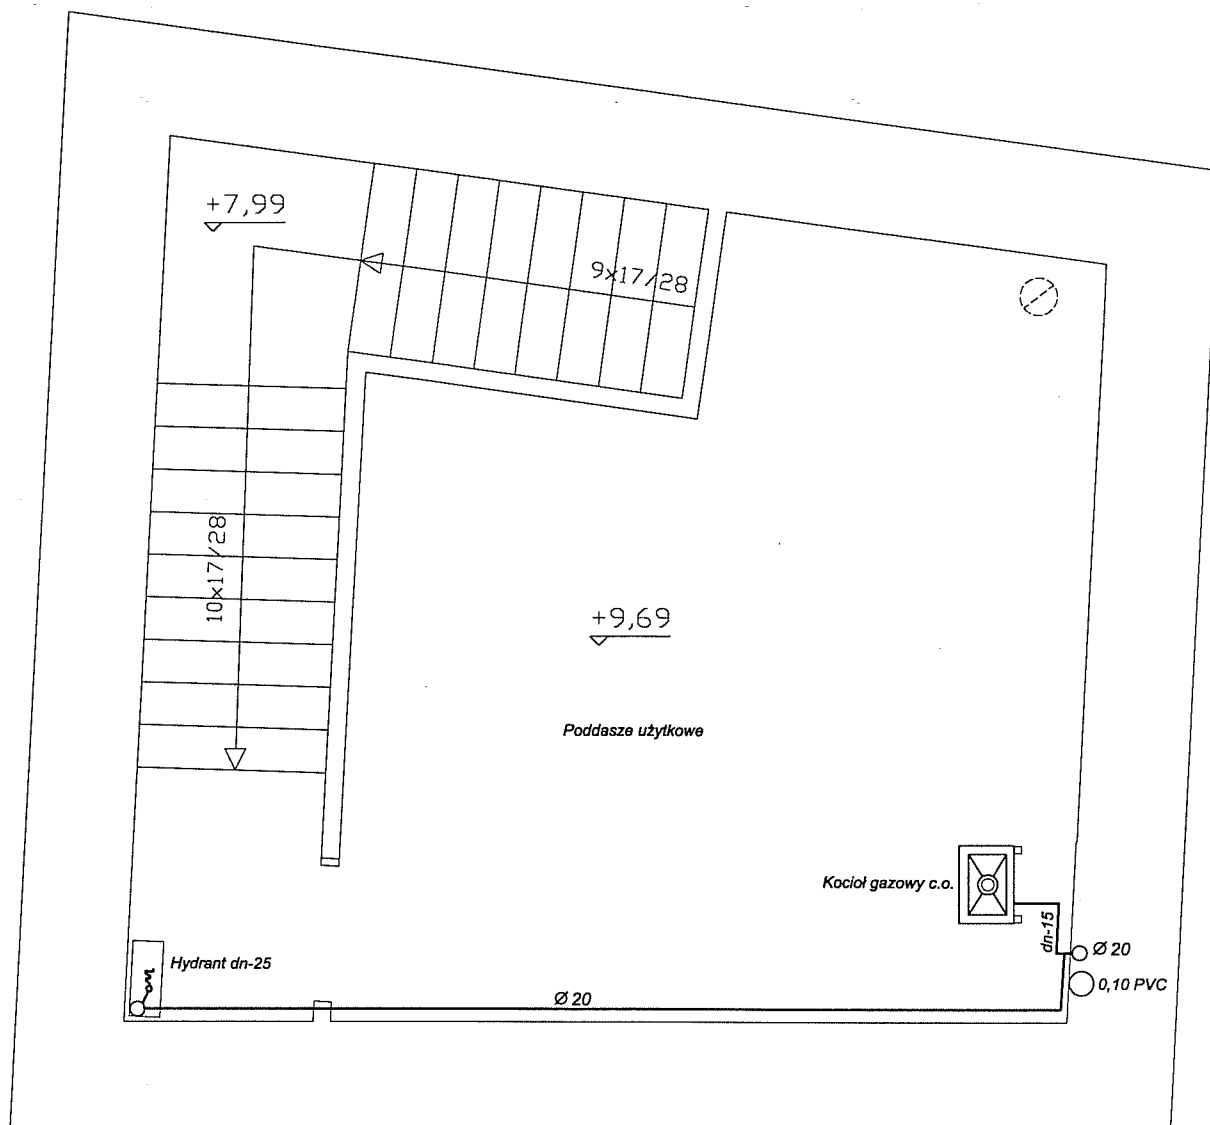 +7,99
9x17/28
10x17/28
+9,69
Poddasze użytkowe
Kocioł gazowy c.o.
dn-15
Ø 20
Hydrant dn-25
0,10 PVC
Ø 20